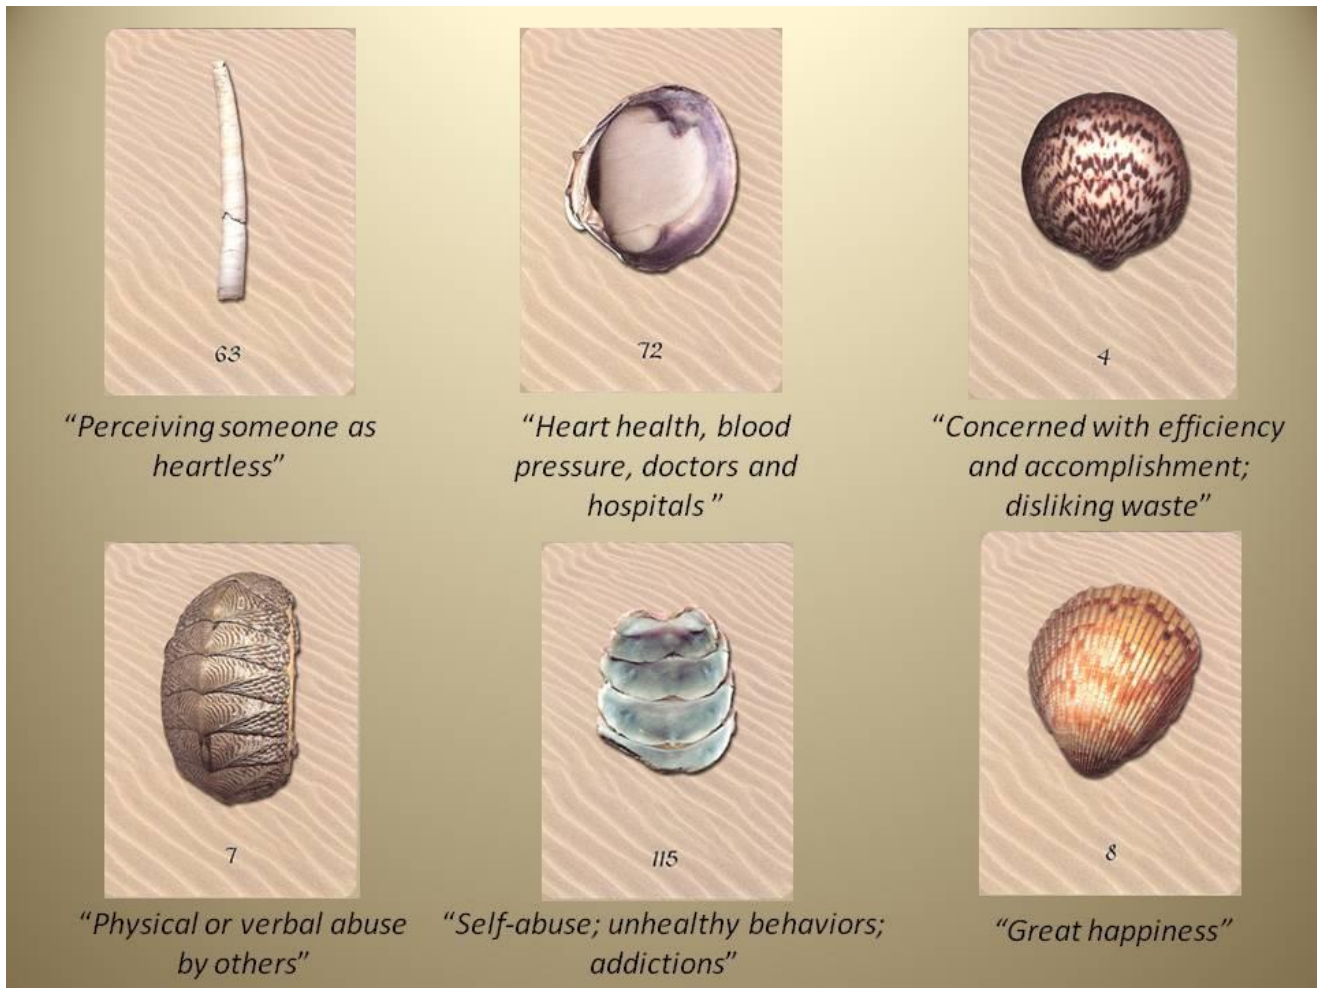 63
72
4
“Perceiving someone as
heartless”
“Heart health, blood
pressure, doctors and
hospitals ”
“Concerned with efficiency
and accomplishment;
disliking waste”
7
115
8
“Physical or verbal abuse
by others”
“Self-abuse; unhealthy behaviors;
addictions”
“Great happiness”